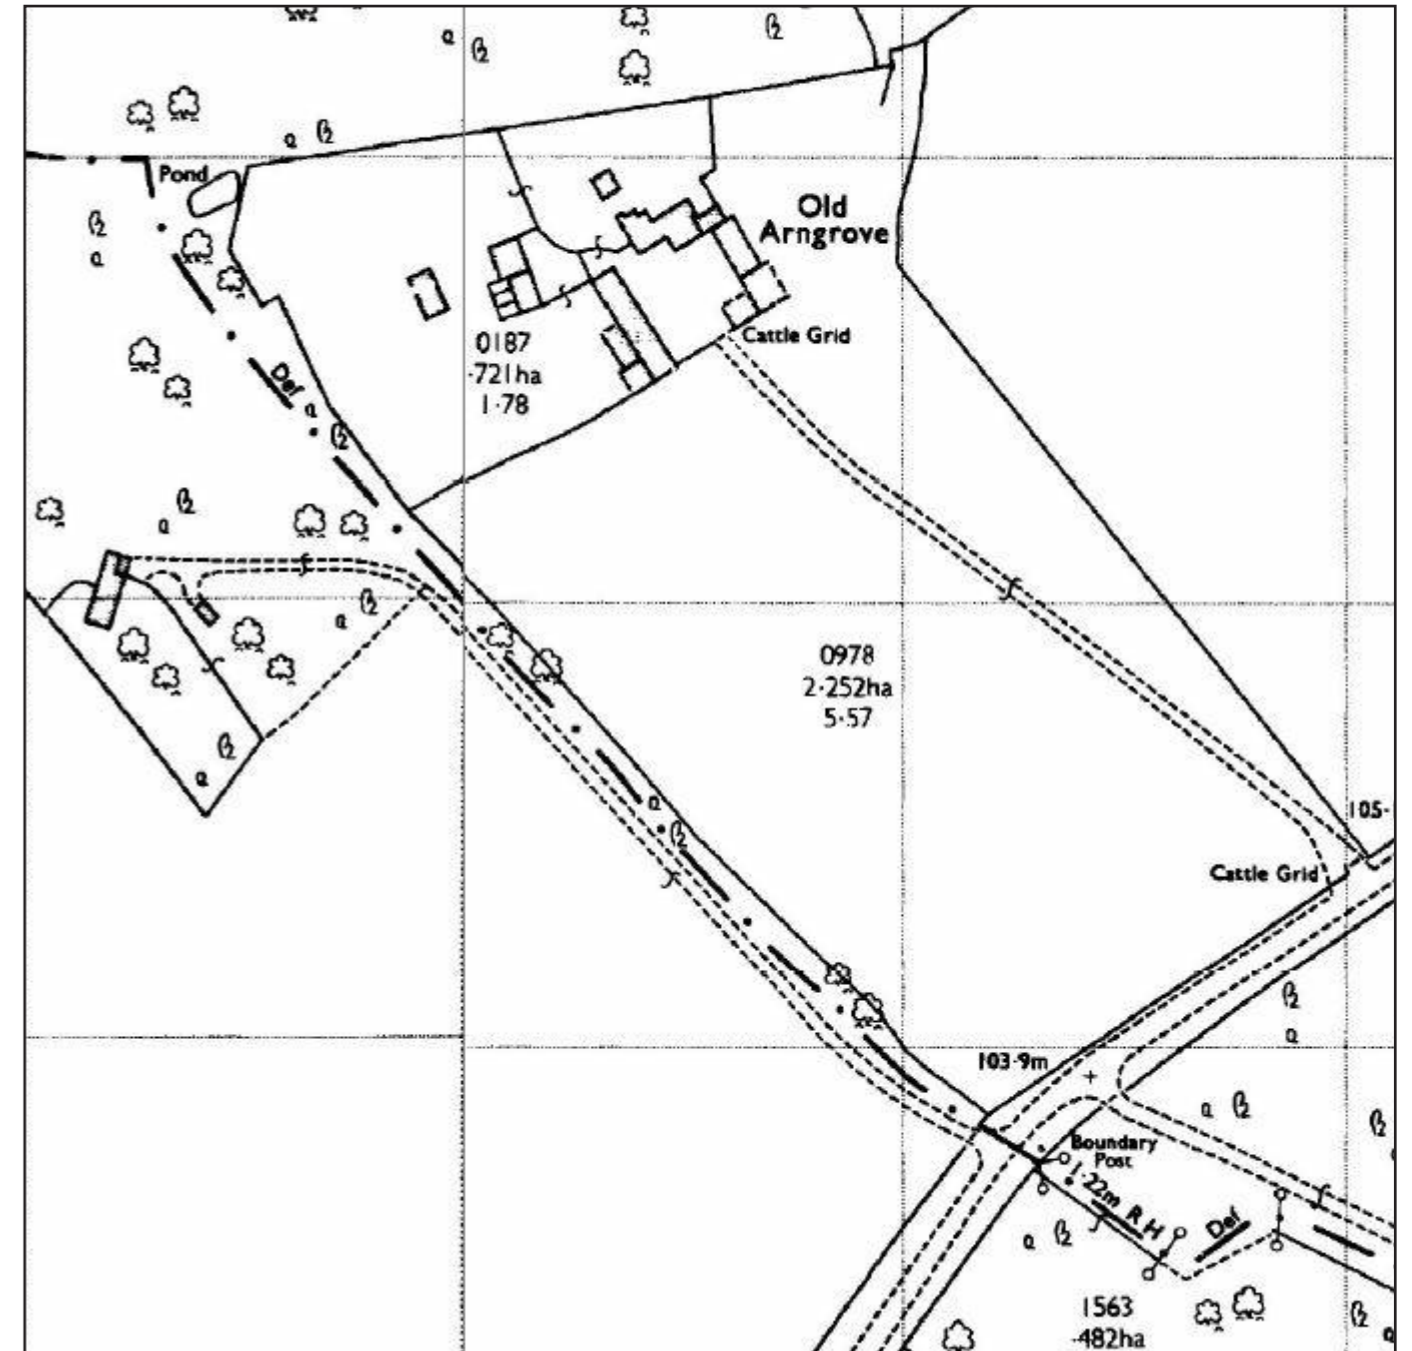 Pond
Old
Arngrove
Cattle Grid
0187
·721ha
1·78
Def
0978
2·252ha
5·57
105·
Cattle Grid
103·9m
Boundary
Post
1·22m R H
Def
1563
·482ha